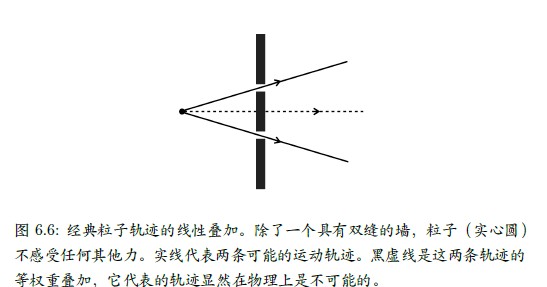 图 6.6: 经典粒子轨迹的线性叠加。除了一个具有双缝的墙，粒子（实心圆）
不感受任何其他力。实线代表两条可能的运动轨迹。黑虚线是这两条轨迹的
等权重叠加，它代表的轨迹显然在物理上是不可能的。